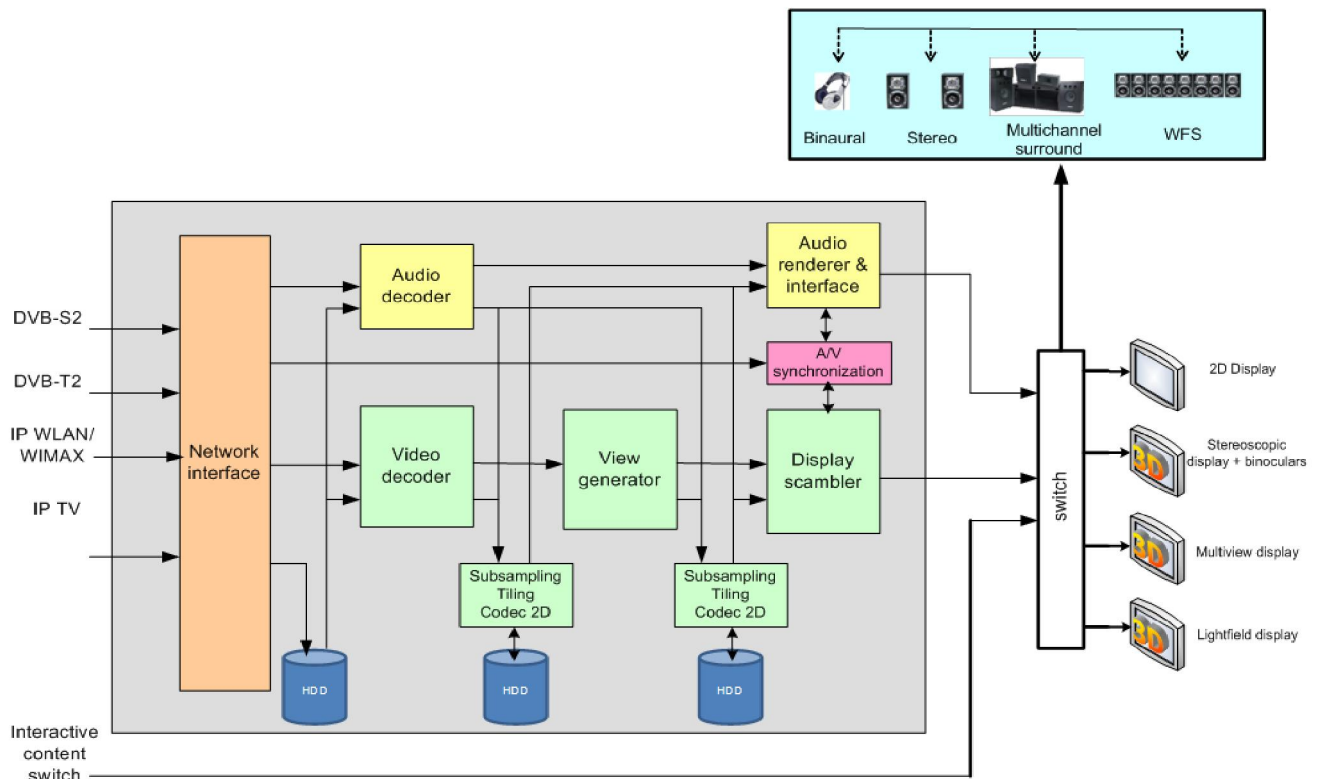 Binaural
Stereo
Multichannel
surround
WFS
Audio
decoder
Audio
renderer &
interface
A/V
synchronization
DVB-S2
DVB-T2
IP WLAN/
WIMAX
IP TV
Network
interface
Video
decoder
View
generator
Display
scambler
Subsampling
Tiling
Codec 2D
Subsampling
Tiling
Codec 2D
HDD
HDD
HDD
switch
2D Display
3D
Stereoscopic
display + binoculars
3D
Multiview display
3D
Lightfield display
Interactive
content
switch